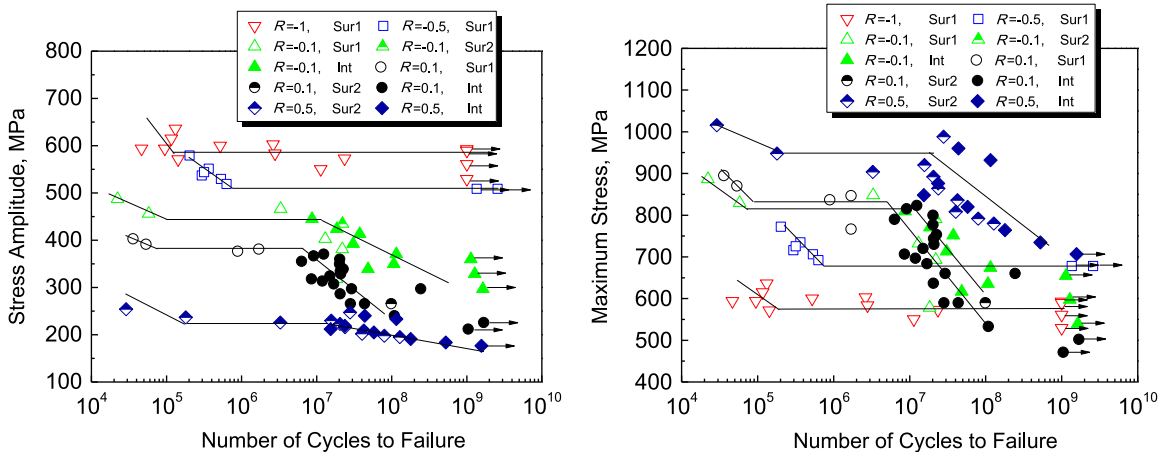 R=-1, Sur1 R=-0.5, Sur1
R=-0.1, Sur1 R=-0.1, Sur2
R=-0.1, Int R=0.1, Sur1
R=0.1, Sur2 R=0.1, Int
R=0.5, Sur2 R=0.5, Int
800
700
600
500
400
300
200
100
Stress Amplitude, MPa
10^4 10^5 10^6 10^7 10^8 10^9 10^10
Number of Cycles to Failure
R=-1, Sur1 R=-0.5, Sur1
R=-0.1, Sur1 R=-0.1, Sur2
R=-0.1, Int R=0.1, Sur1
R=0.1, Sur2 R=0.1, Int
R=0.5, Sur2 R=0.5, Int
1200
1100
1000
900
800
700
600
500
400
Maximum Stress, MPa
10^4 10^5 10^6 10^7 10^8 10^9 10^10
Number of Cycles to Failure